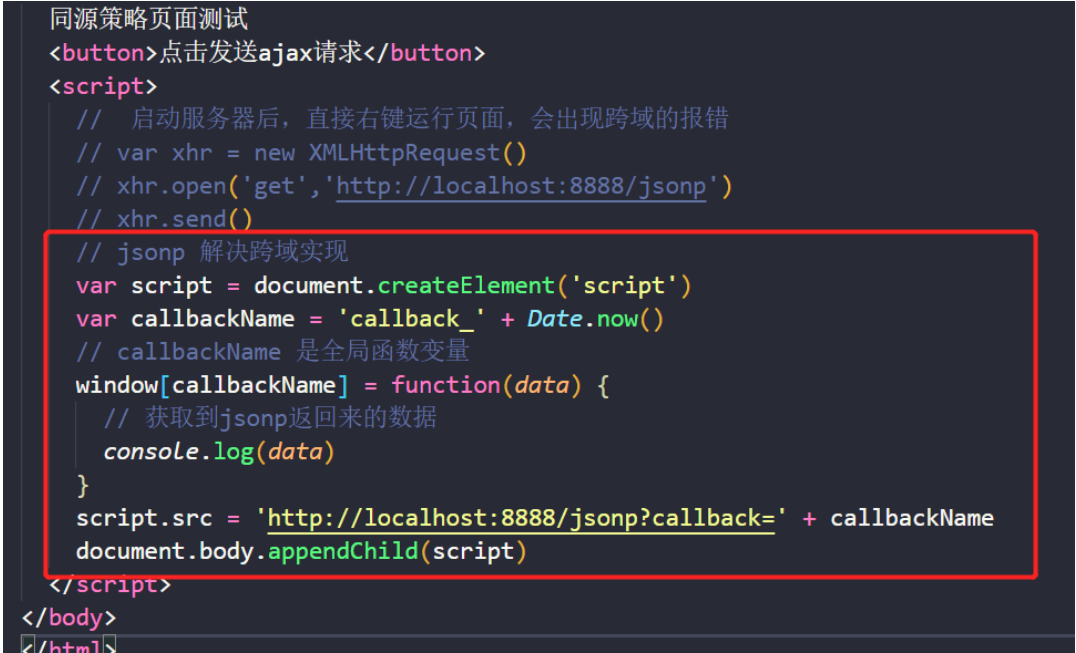 同源策略页面测试
<button>点击发送ajax请求</button>
<script>
//  启动服务器后，直接右键运行页面，会出现跨域的报错
// var xhr = new XMLHttpRequest()
// xhr.open('get','http://localhost:8888/jsonp')
// xhr.send()
// jsonp 解决跨域实现
var script = document.createElement('script')
var callbackName = 'callback_' + Date.now()
// callbackName 是全局函数变量
window[callbackName] = function(data) {
// 获取到jsonp返回来的数据
console.log(data)
}
script.src = 'http://localhost:8888/jsonp?callback=' + callbackName
document.body.appendChild(script)
</script>
</body>
</html>